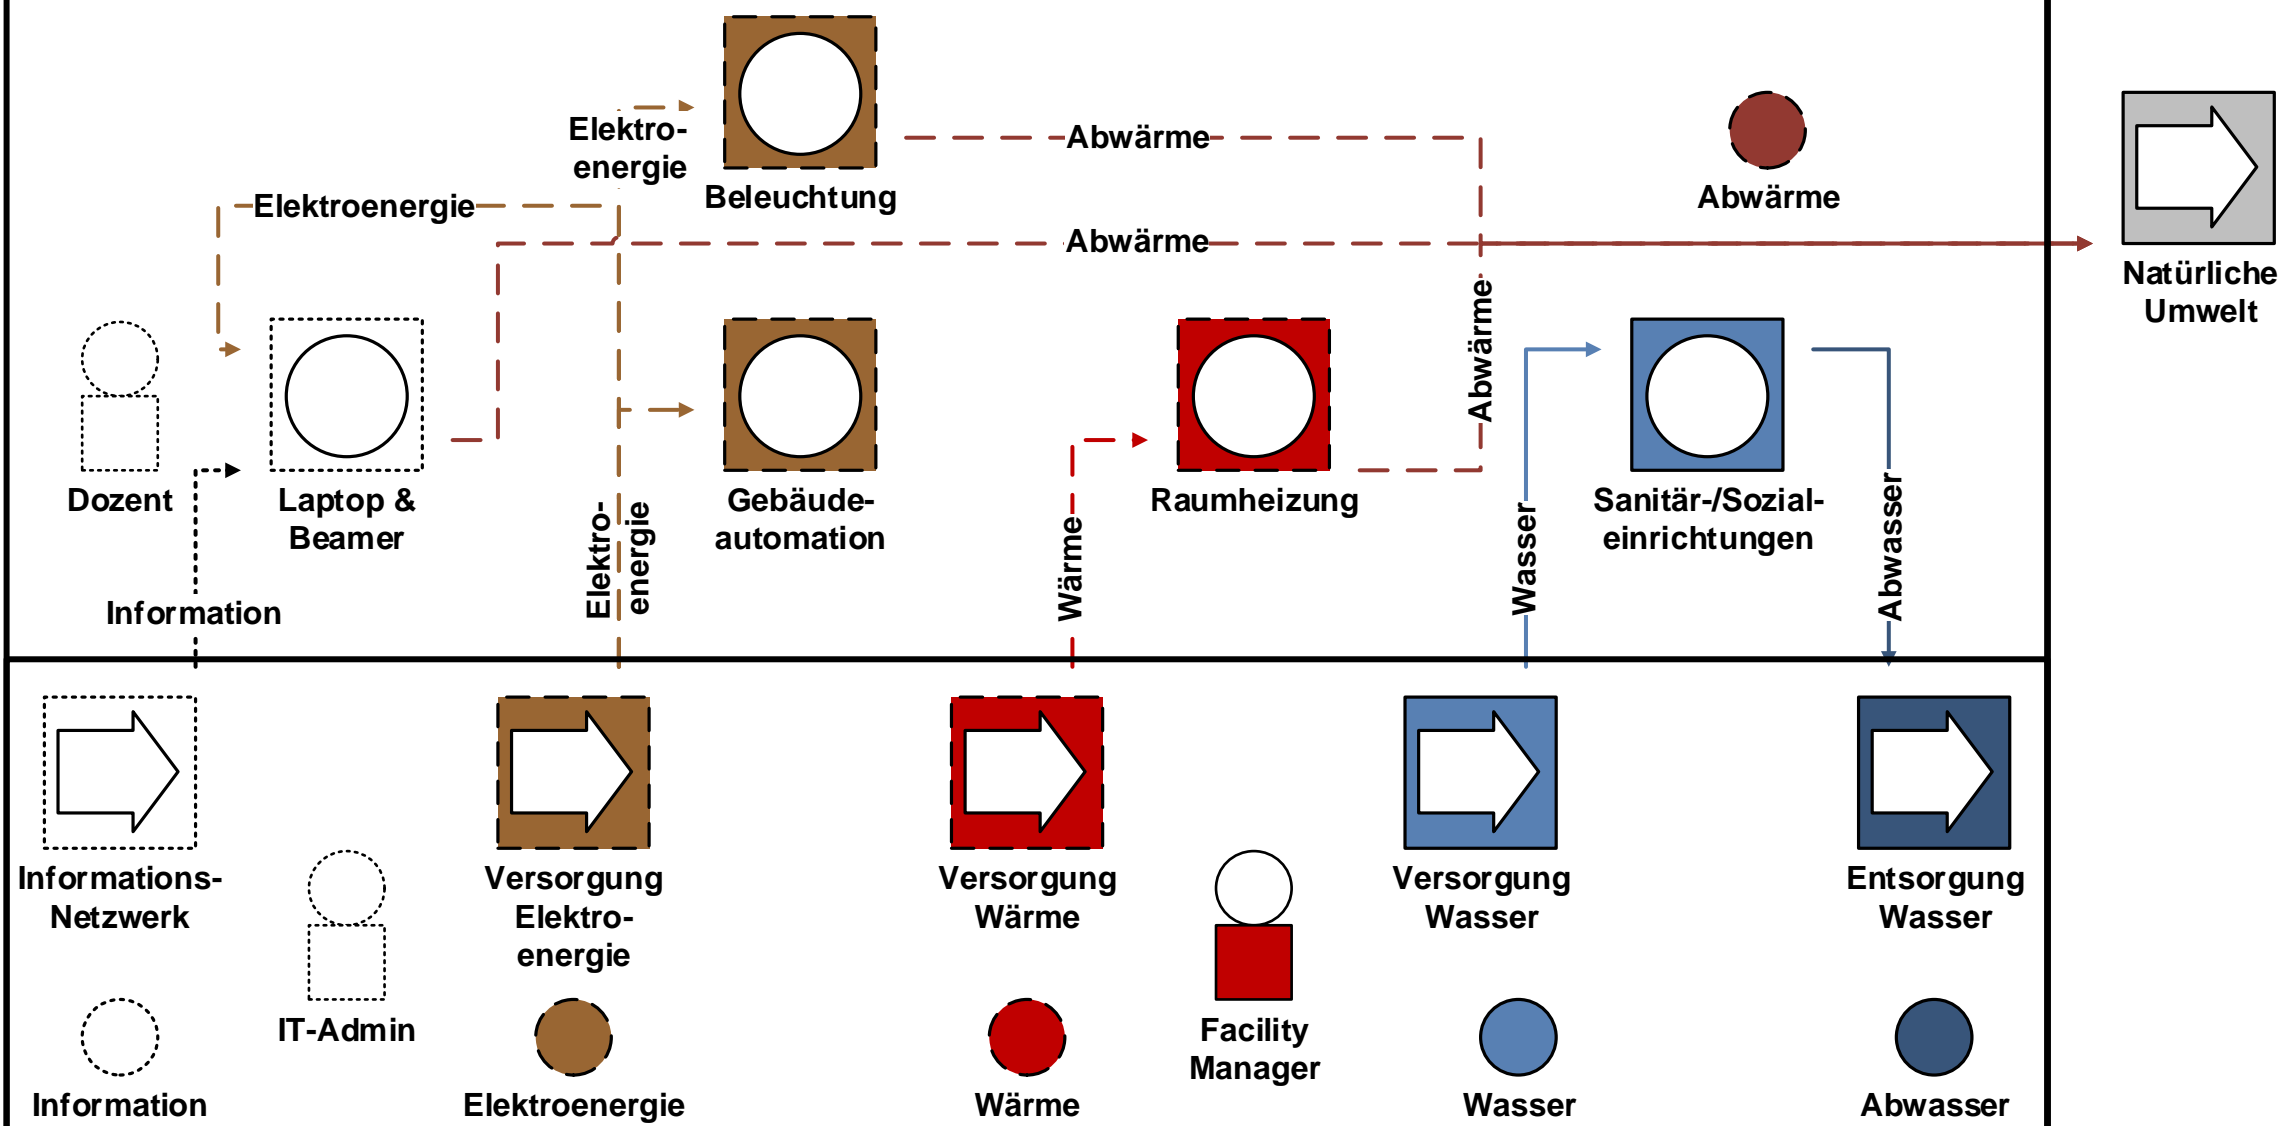 Elektro-
energie
Beleuchtung
Abwärme
Abwärme
Elektroenergie
Abwärme
Natürliche
Umwelt
Abwärme
Dozent
Laptop &
Beamer
Gebäude-
automation
Raumheizung
Sanitär-/Sozial-
einrichtungen
Elektro-
energie
Wärme
Wasser
Abwasser
Information
Informations-
Netzwerk
Versorgung
Elektro-
energie
Versorgung
Wärme
Versorgung
Wasser
Entsorgung
Wasser
IT-Admin
Facility
Manager
Information
Elektroenergie
Wärme
Wasser
Abwasser